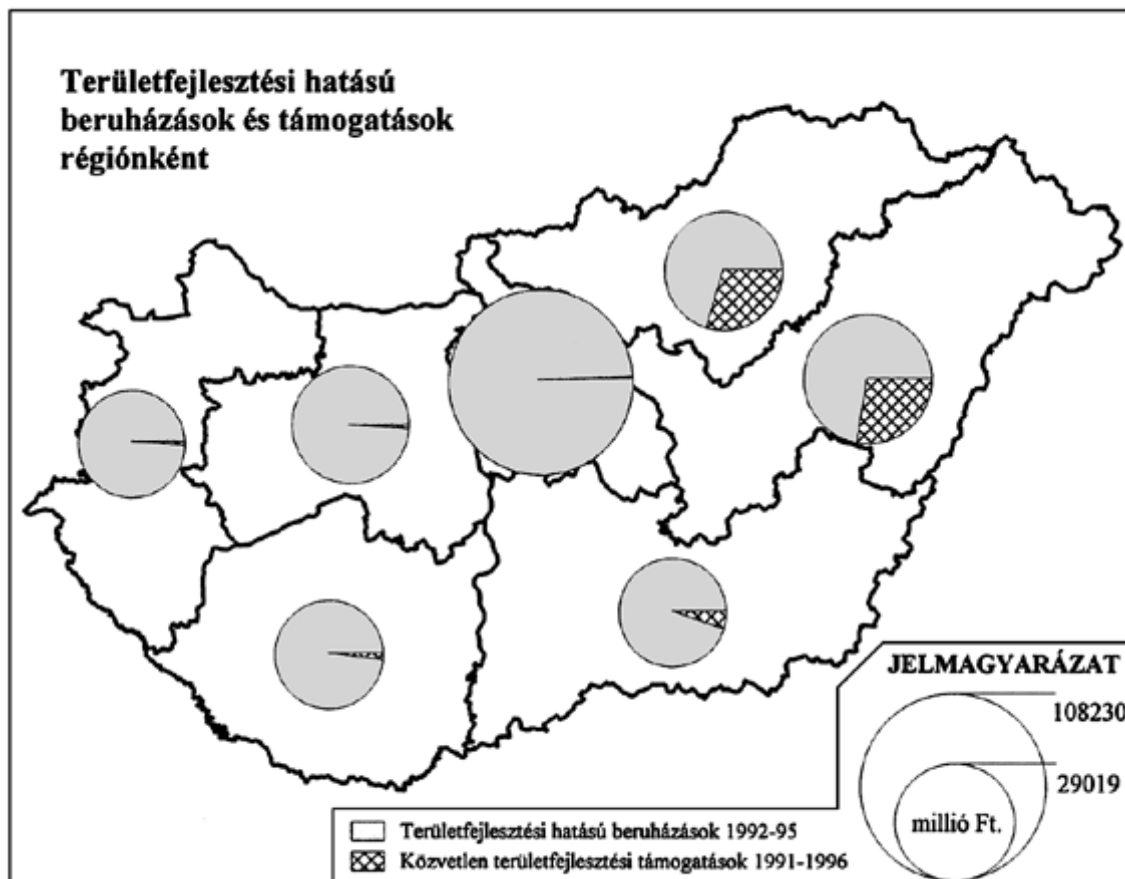 Területfejlesztési hatású
beruházások és támogatások
régiónként
JELMAGYARÁZAT
108230
29019
millió Ft.
Területfejlesztési hatású beruházások 1992-95
Közvetlen területfejlesztési támogatások 1991-1996